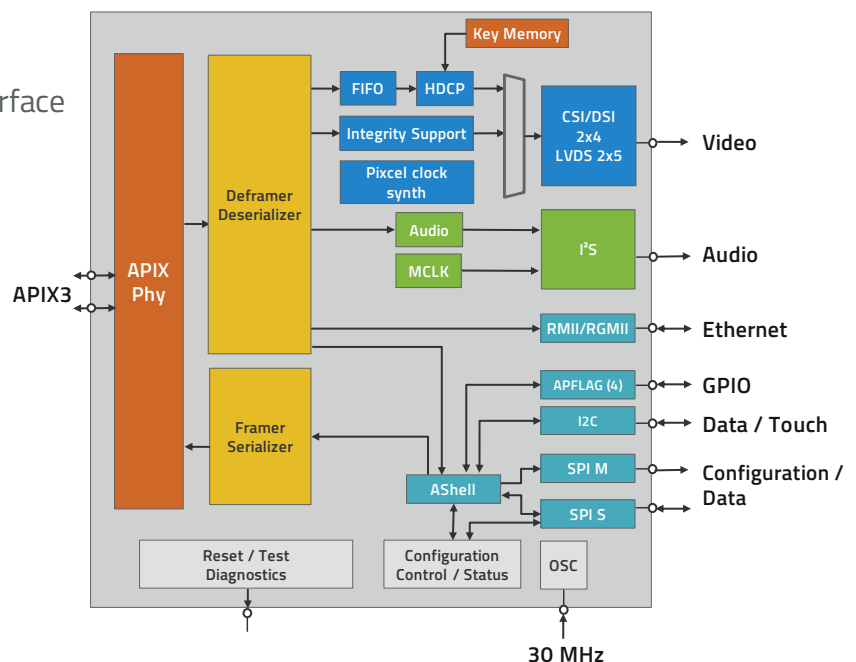 Key Memory
rface
FIFO
HDCP
CSI/DSI
2x4
LVDS 2x5
Video
Integrity Support
Pixcel clock
synth
Deframer
Deserializer
Audio
I²S
Audio
MCLK
APIX3
APIX
Phy
RMII/RGMII
Ethernet
APFLAG (4)
GPIO
I2C
Data / Touch
Framer
Serializer
SPI M
Configuration /
Data
AShell
SPI S
Reset / Test
Diagnostics
Configuration
Control / Status
OSC
30 MHz